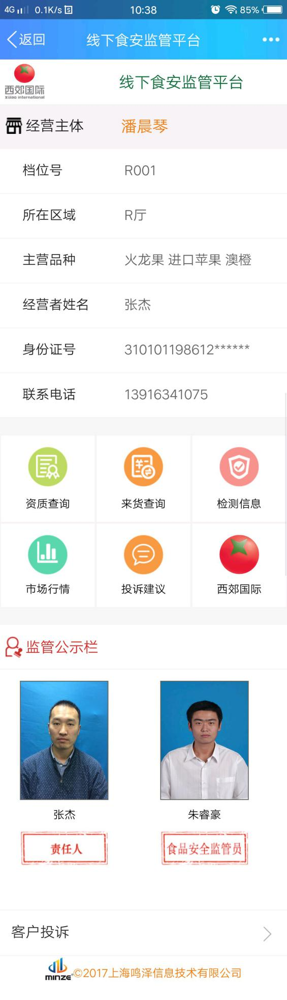 4G 0.1K/s 10:38 85%
返回 线下食安监管平台
西郊国际
xijiao international
线下食安监管平台
经营主体 潘晨琴
档位号 R001
所在区域 R厅
主营品种 火龙果 进口苹果 澳橙
经营者姓名 张杰
身份证号 310101198612******
联系电话 13916341075
资质查询 来货查询 检测信息
市场行情 投诉建议 西郊国际
监管公示栏
张杰 朱睿豪
责任人 食品安全监管员
客户投诉
MINZE ©2017上海鸣泽信息技术有限公司